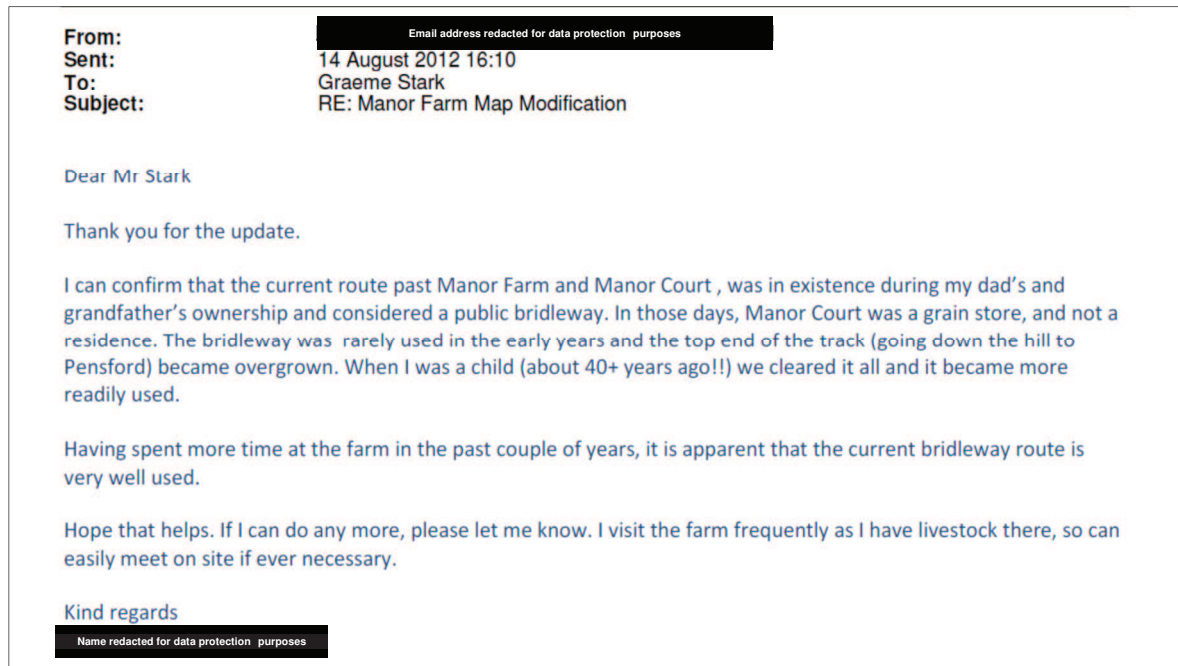 From: Email address redacted for data protection purposes
Sent: 14 August 2012 16:10
To: Graeme Stark
Subject: RE: Manor Farm Map Modification
Dear Mr Stark
Thank you for the update.
I can confirm that the current route past Manor Farm and Manor Court , was in existence during my dad's and
grandfather's ownership and considered a public bridleway. In those days, Manor Court was a grain store, and not a
residence. The bridleway was rarely used in the early years and the top end of the track (going down the hill to
Pensford) became overgrown. When I was a child (about 40+ years ago!!) we cleared it all and it became more
readily used.
Having spent more time at the farm in the past couple of years, it is apparent that the current bridleway route is
very well used.
Hope that helps. If I can do any more, please let me know. I visit the farm frequently as I have livestock there, so can
easily meet on site if ever necessary.
Kind regards
Name redacted for data protection purposes